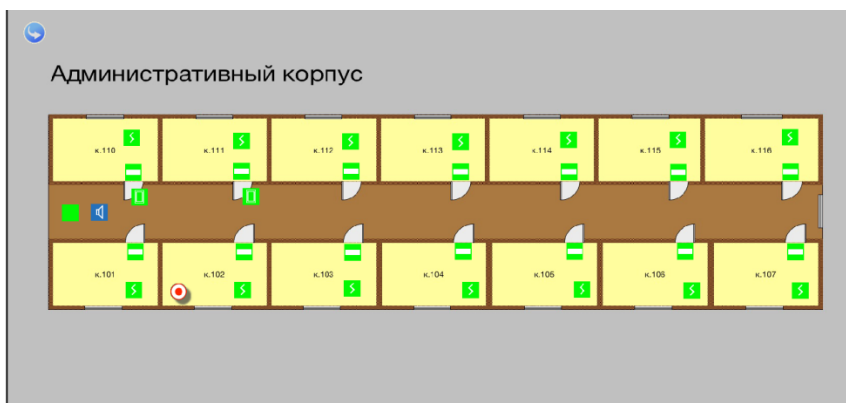 Административный корпус
к.110 к.111 к.112 к.113 к.114 к.115 к.116
к.101 к.102 к.103 к.104 к.105 к.106 к.107